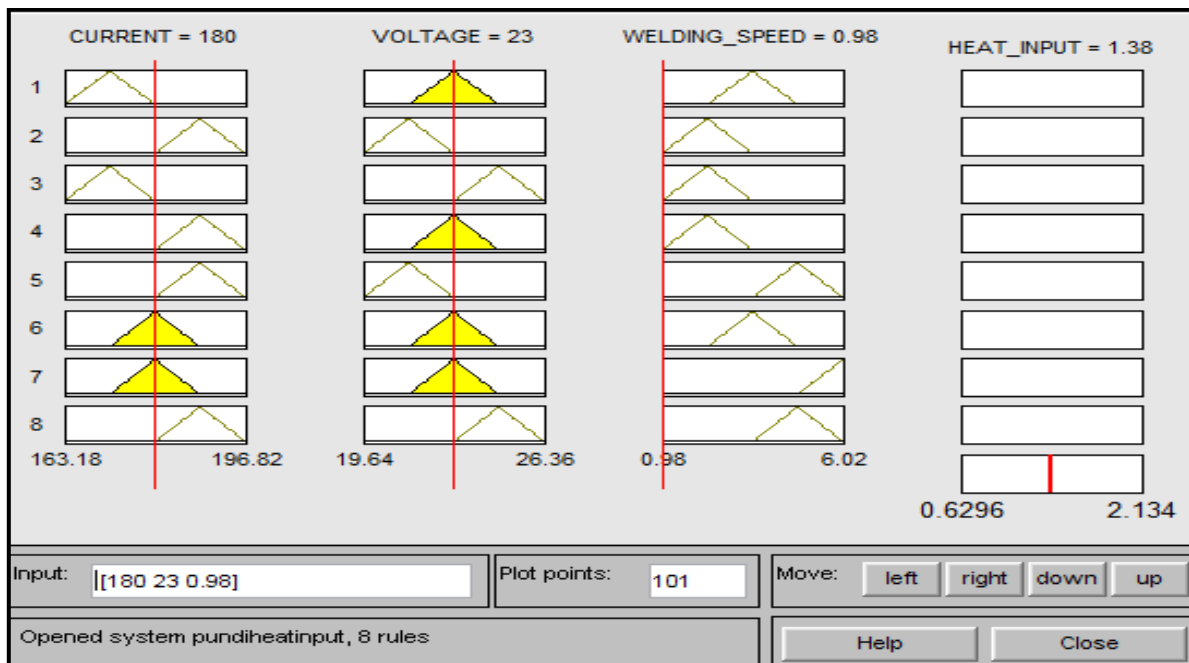 CURRENT = 180 VOLTAGE = 23 WELDING_SPEED = 0.98 HEAT_INPUT = 1.38
1
2
3
4
5
6
7
8
163.18 196.82 19.64 26.36 0.98 6.02
0.6296 2.134
Input: [180 23 0.98] Plot points: 101 Move: left right down up
Opened system pundiheatinput, 8 rules Help Close